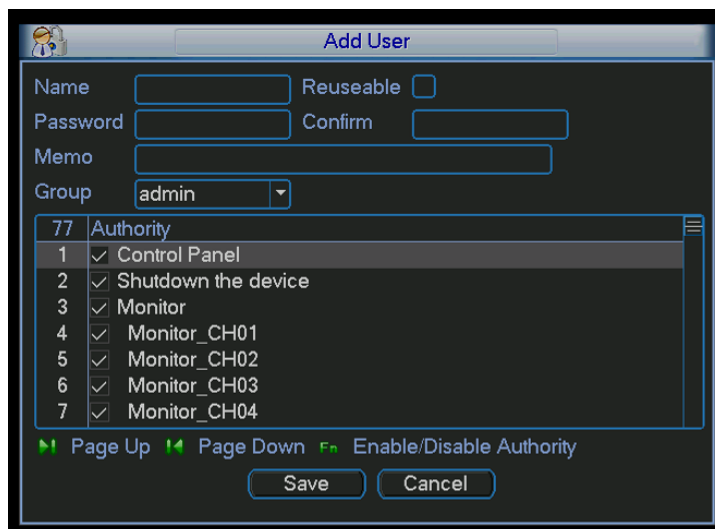 Add User
Name Reuseable
Password Confirm
Memo
Group admin
77 Authority
1 Control Panel
2 Shutdown the device
3 Monitor
4 Monitor_CH01
5 Monitor_CH02
6 Monitor_CH03
7 Monitor_CH04
Page Up Page Down Fn Enable/Disable Authority
Save Cancel